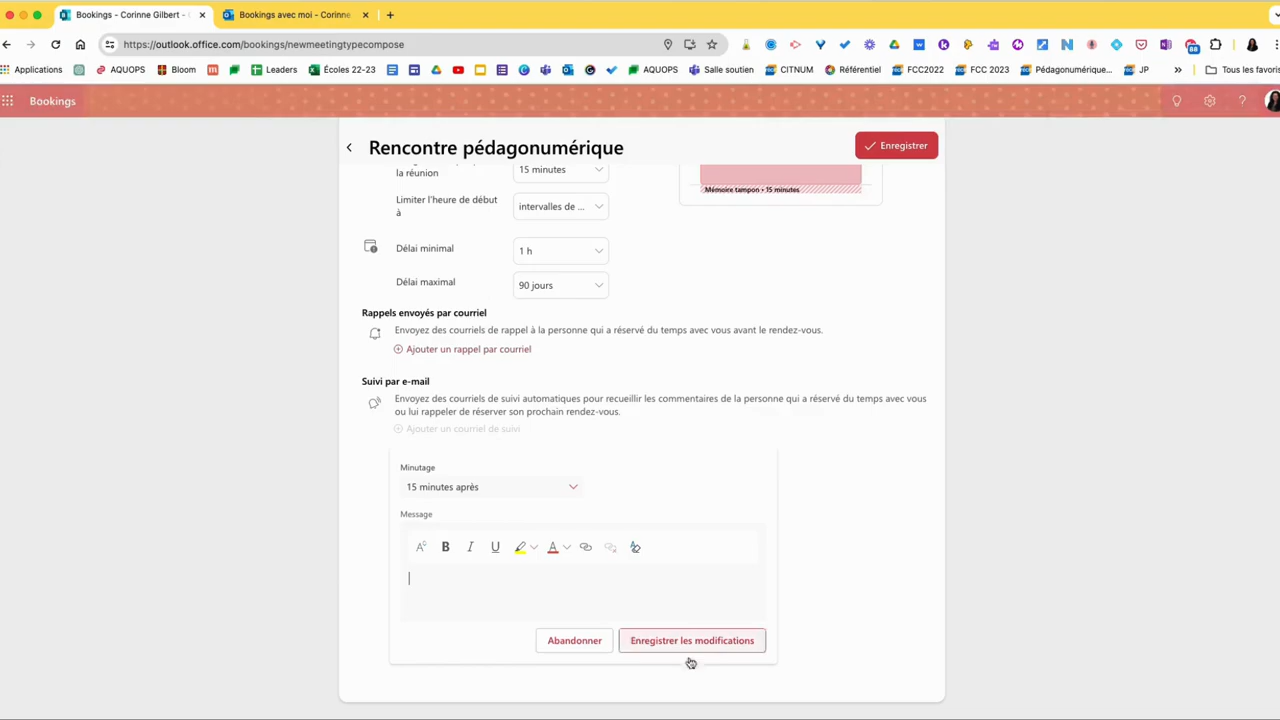 Bookings - Corinne Gilbert -
Bookings avec moi - Corinne
https://outlook.office.com/bookings/newmeetingtypecompose
88
Applications
AQUOPS
Bloom
Leaders
Écoles 22-23
AQUOPS
Salle soutien
CITNUM
Référentiel
FCC2022
FCC 2023
Pédagonumérique...
JP
Tous les favoris
Bookings
Rencontre pédagonumérique
Enregistrer
la réunion
15 minutes
Mémoire tampon • 15 minutes
Limiter l'heure de début
à
intervalles de ...
Délai minimal
1 h
Délai maximal
90 jours
Rappels envoyés par courriel
Envoyez des courriels de rappel à la personne qui a réservé du temps avec vous avant le rendez-vous.
Ajouter un rappel par courriel
Suivi par e-mail
Envoyez des courriels de suivi automatiques pour recueillir les commentaires de la personne qui a réservé du temps avec vous
ou lui rappeler de réserver son prochain rendez-vous.
Ajouter un courriel de suivi
Minutage
15 minutes après
Message
B I U A
Abandonner
Enregistrer les modifications